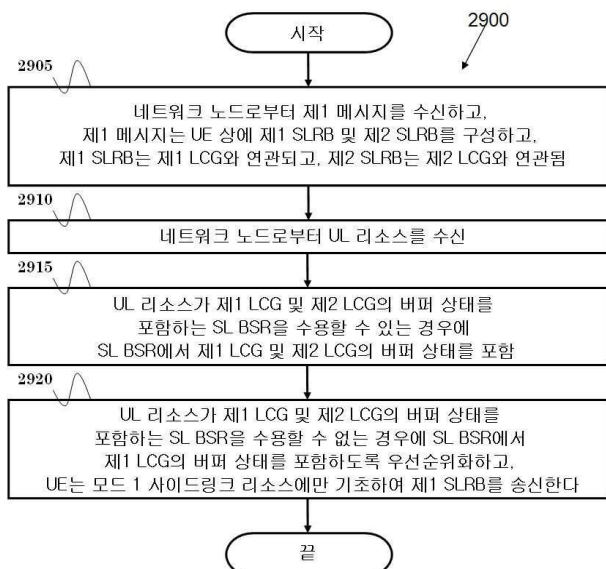 시작
2900
2905
네트워크 노드로부터 제1 메시지를 수신하고,
제1 메시지는 UE 상에 제1 SLRB 및 제2 SLRB를 구성하고,
제1 SLRB는 제1 LCG와 연관되고, 제2 SLRB는 제2 LCG와 연관됨
2910
네트워크 노드로부터 UL 리소스를 수신
2915
UL 리소스가 제1 LCG 및 제2 LCG의 버퍼 상태를
포함하는 SL BSR을 수용할 수 있는 경우에
SL BSR에서 제1 LCG 및 제2 LCG의 버퍼 상태를 포함
2920
UL 리소스가 제1 LCG 및 제2 LCG의 버퍼 상태를
포함하는 SL BSR을 수용할 수 없는 경우에 SL BSR에서
제1 LCG의 버퍼 상태를 포함하도록 우선순위화하고,
UE는 모드 1 사이드링크 리소스에만 기초하여 제1 SLRB를 송신한다
끝